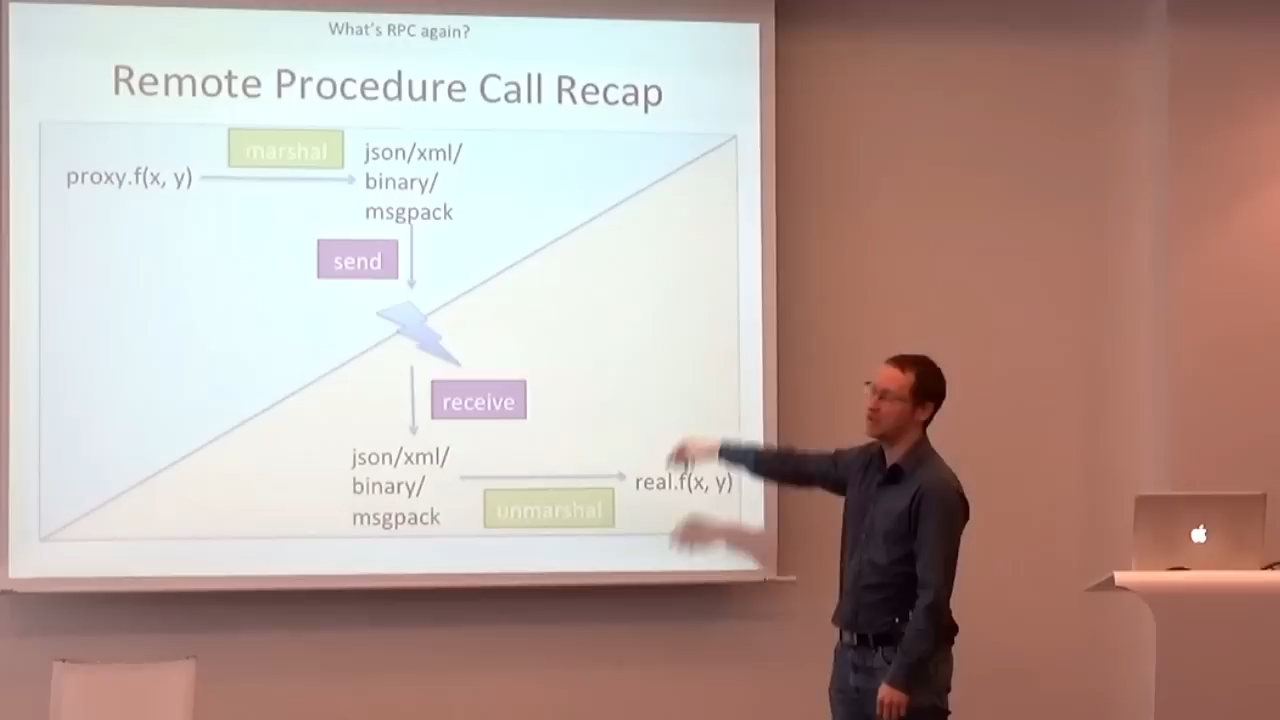 What's RPC again?
Remote Procedure Call Recap
marshal
proxy.f(x, y)
json/xml/
binary/
msgpack
send
receive
json/xml/
binary/
msgpack
real.f(x, y)
unmarshal